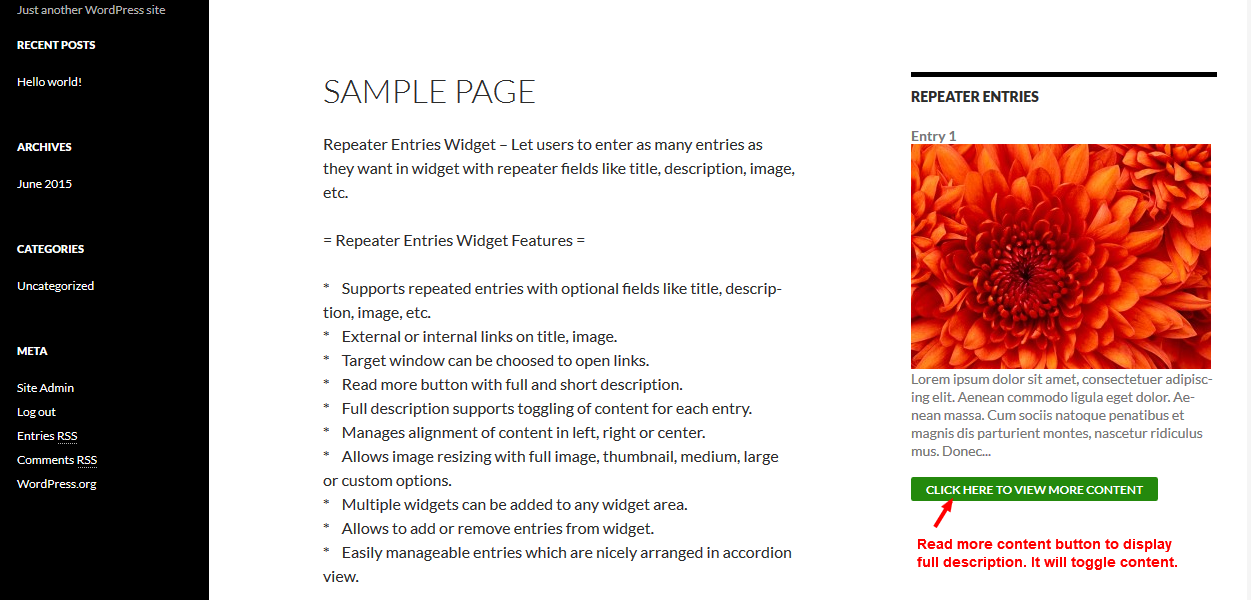 Just another WordPress site
RECENT POSTS
Hello world!
ARCHIVES
June 2015
CATEGORIES
Uncategorized
META
Site Admin
Log out
Entries RSS
Comments RSS
WordPress.org
SAMPLE PAGE
Repeater Entries Widget – Let users to enter as many entries as
they want in widget with repeater fields like title, description, image,
etc.
= Repeater Entries Widget Features =
* Supports repeated entries with optional fields like title, descrip-
tion, image, etc.
* External or internal links on title, image.
* Target window can be choosed to open links.
* Read more button with full and short description.
* Full description supports toggling of content for each entry.
* Manages alignment of content in left, right or center.
* Allows image resizing with full image, thumbnail, medium, large
or custom options.
* Multiple widgets can be added to any widget area.
* Allows to add or remove entries from widget.
* Easily manageable entries which are nicely arranged in accordion
view.
REPEATER ENTRIES
Entry 1
Lorem ipsum dolor sit amet, consectetuer adipisc-
ing elit. Aenean commodo ligula eget dolor. Ae-
nean massa. Cum sociis natoque penatibus et
magnis dis parturient montes, nascetur ridiculus
mus. Donec...
CLICK HERE TO VIEW MORE CONTENT
Read more content button to display
full description. It will toggle content.